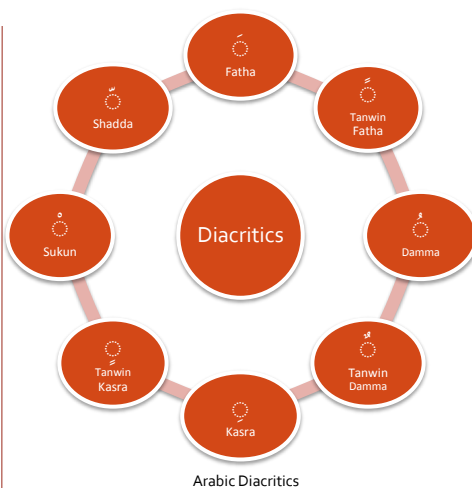 ◌َ
Fatha
◌ً
Tanwin
Fatha
◌ُ
Damma
◌ٌ
Tanwin
Damma
◌ِ
Kasra
◌ٍ
Tanwin
Kasra
◌ْ
Sukun
◌ّ
Shadda
Diacritics
Arabic Diacritics